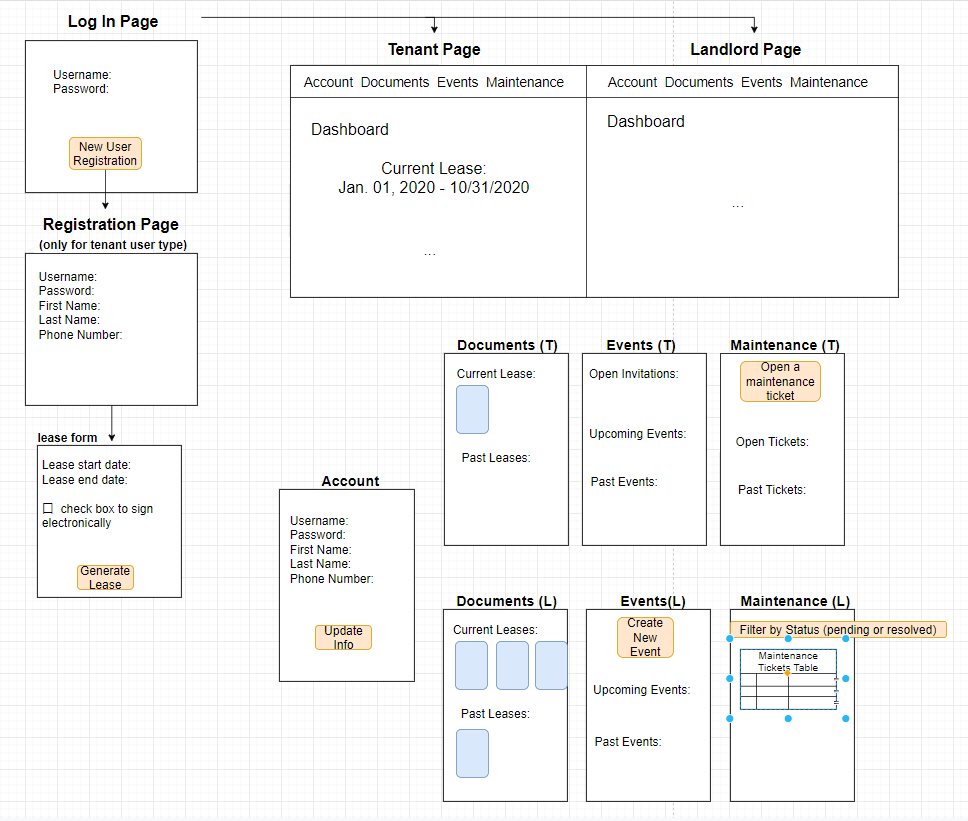 Log In Page
Username:
Password:
New User
Registration
Registration Page
(only for tenant user type)
Username:
Password:
First Name:
Last Name:
Phone Number:
lease form
Lease start date:
Lease end date:
check box to sign
electronically
Generate
Lease
Tenant Page
Account Documents Events Maintenance
Dashboard
Current Lease:
Jan. 01, 2020 - 10/31/2020
...
Landlord Page
Account Documents Events Maintenance
Dashboard
...
Account
Username:
Password:
First Name:
Last Name:
Phone Number:
Update
Info
Documents (T)
Current Lease:
Past Leases:
Events (T)
Open Invitations:
Upcoming Events:
Past Events:
Maintenance (T)
Open a
maintenance
ticket
Open Tickets:
Past Tickets:
Documents (L)
Current Leases:
Past Leases:
Events(L)
Create
New
Event
Upcoming Events:
Past Events:
Maintenance (L)
Filter by Status (pending or resolved)
Maintenance
Tickets Table